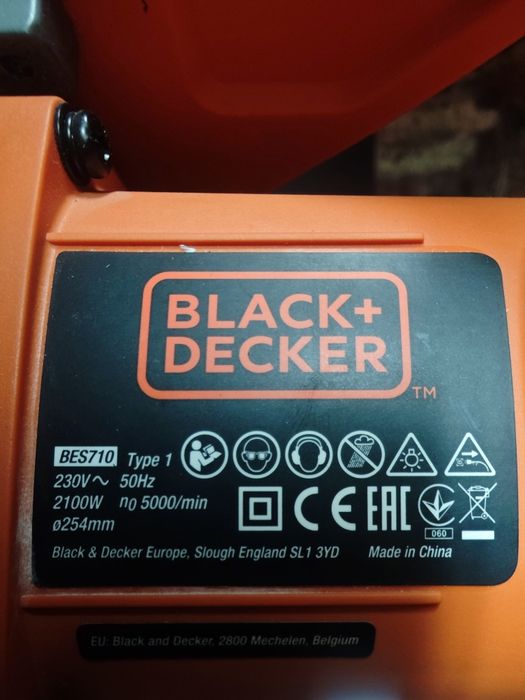 BLACK+
DECKER
TM
BES710 Type 1
230V~ 50Hz
2100W n0 5000/min
ø254mm
CE EAC
060
Black & Decker Europe, Slough England SL1 3YD Made in China
EU: Black and Decker, 2800 Mechelen, Belgium